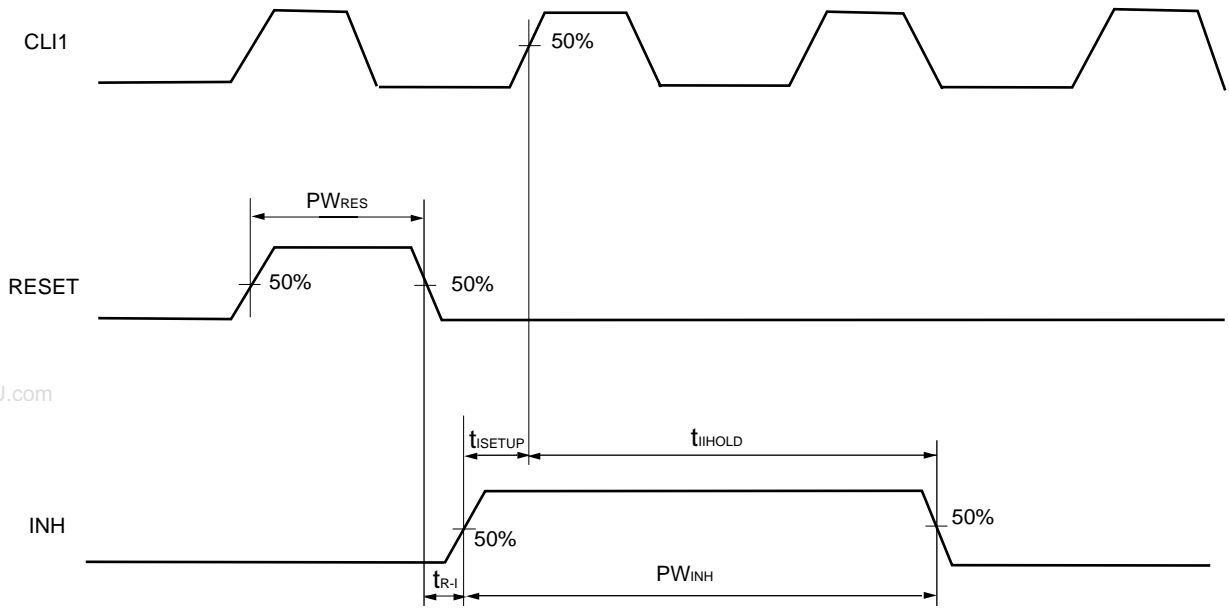 CLI1
50%
PWRES
RESET
50%
50%
J.com
tISETUP
tIIHOLD
INH
50%
50%
tR-I
PWINH